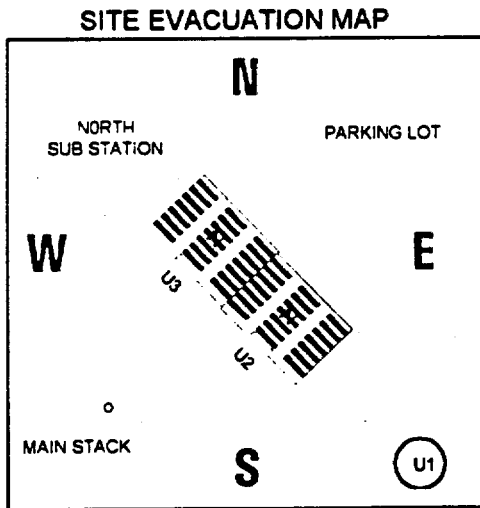 SITE EVACUATION MAP
N
NORTH
SUB STATION
PARKING LOT
W
E
U3
U2
MAIN STACK
S
U1